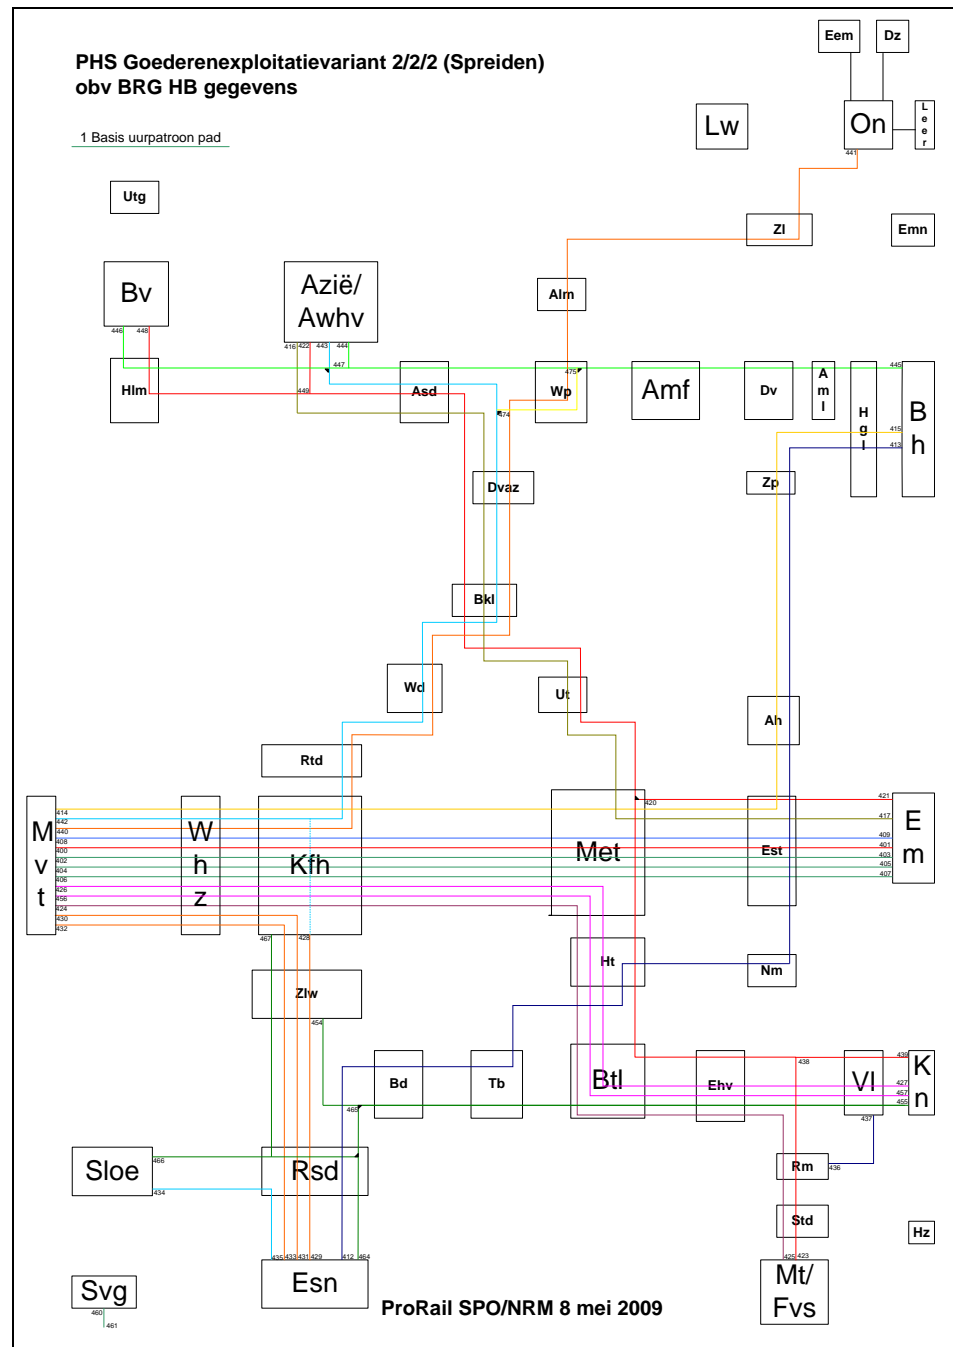 Eem Dz
PHS Goederenexploitatievariant 2/2/2 (Spreiden)
obv BRG HB gegevens
Lw On Leer
1 Basis uurpatroon pad
441
Utg
Zl Emn
Bv Azië/
Awhv
Alm
446 448 416 422 443 444
447 475 445
Hlm 449 Asd Wp Amf Dv Aml Hgl Bh
474
415
413
Dvaz Zp
Bkl
Wd Ut Ah
Rtd
421
420
414
417
442
440 409
408 401
400 403
402 405
404 407
406
426
456
424
430
432
Mvt Whz Kfh Met Est Em
467 428
Ht Nm
Zlw
454
439
438
Bd Tb Btl Ehv Vl Kn
427
457
455
465
437
466
Sloe Rsd Rm 436
434
Std Hz
435 433 431 429 412 464 425 423
Esn Mt/
Fvs
Svg
ProRail SPO/NRM 8 mei 2009
460
461